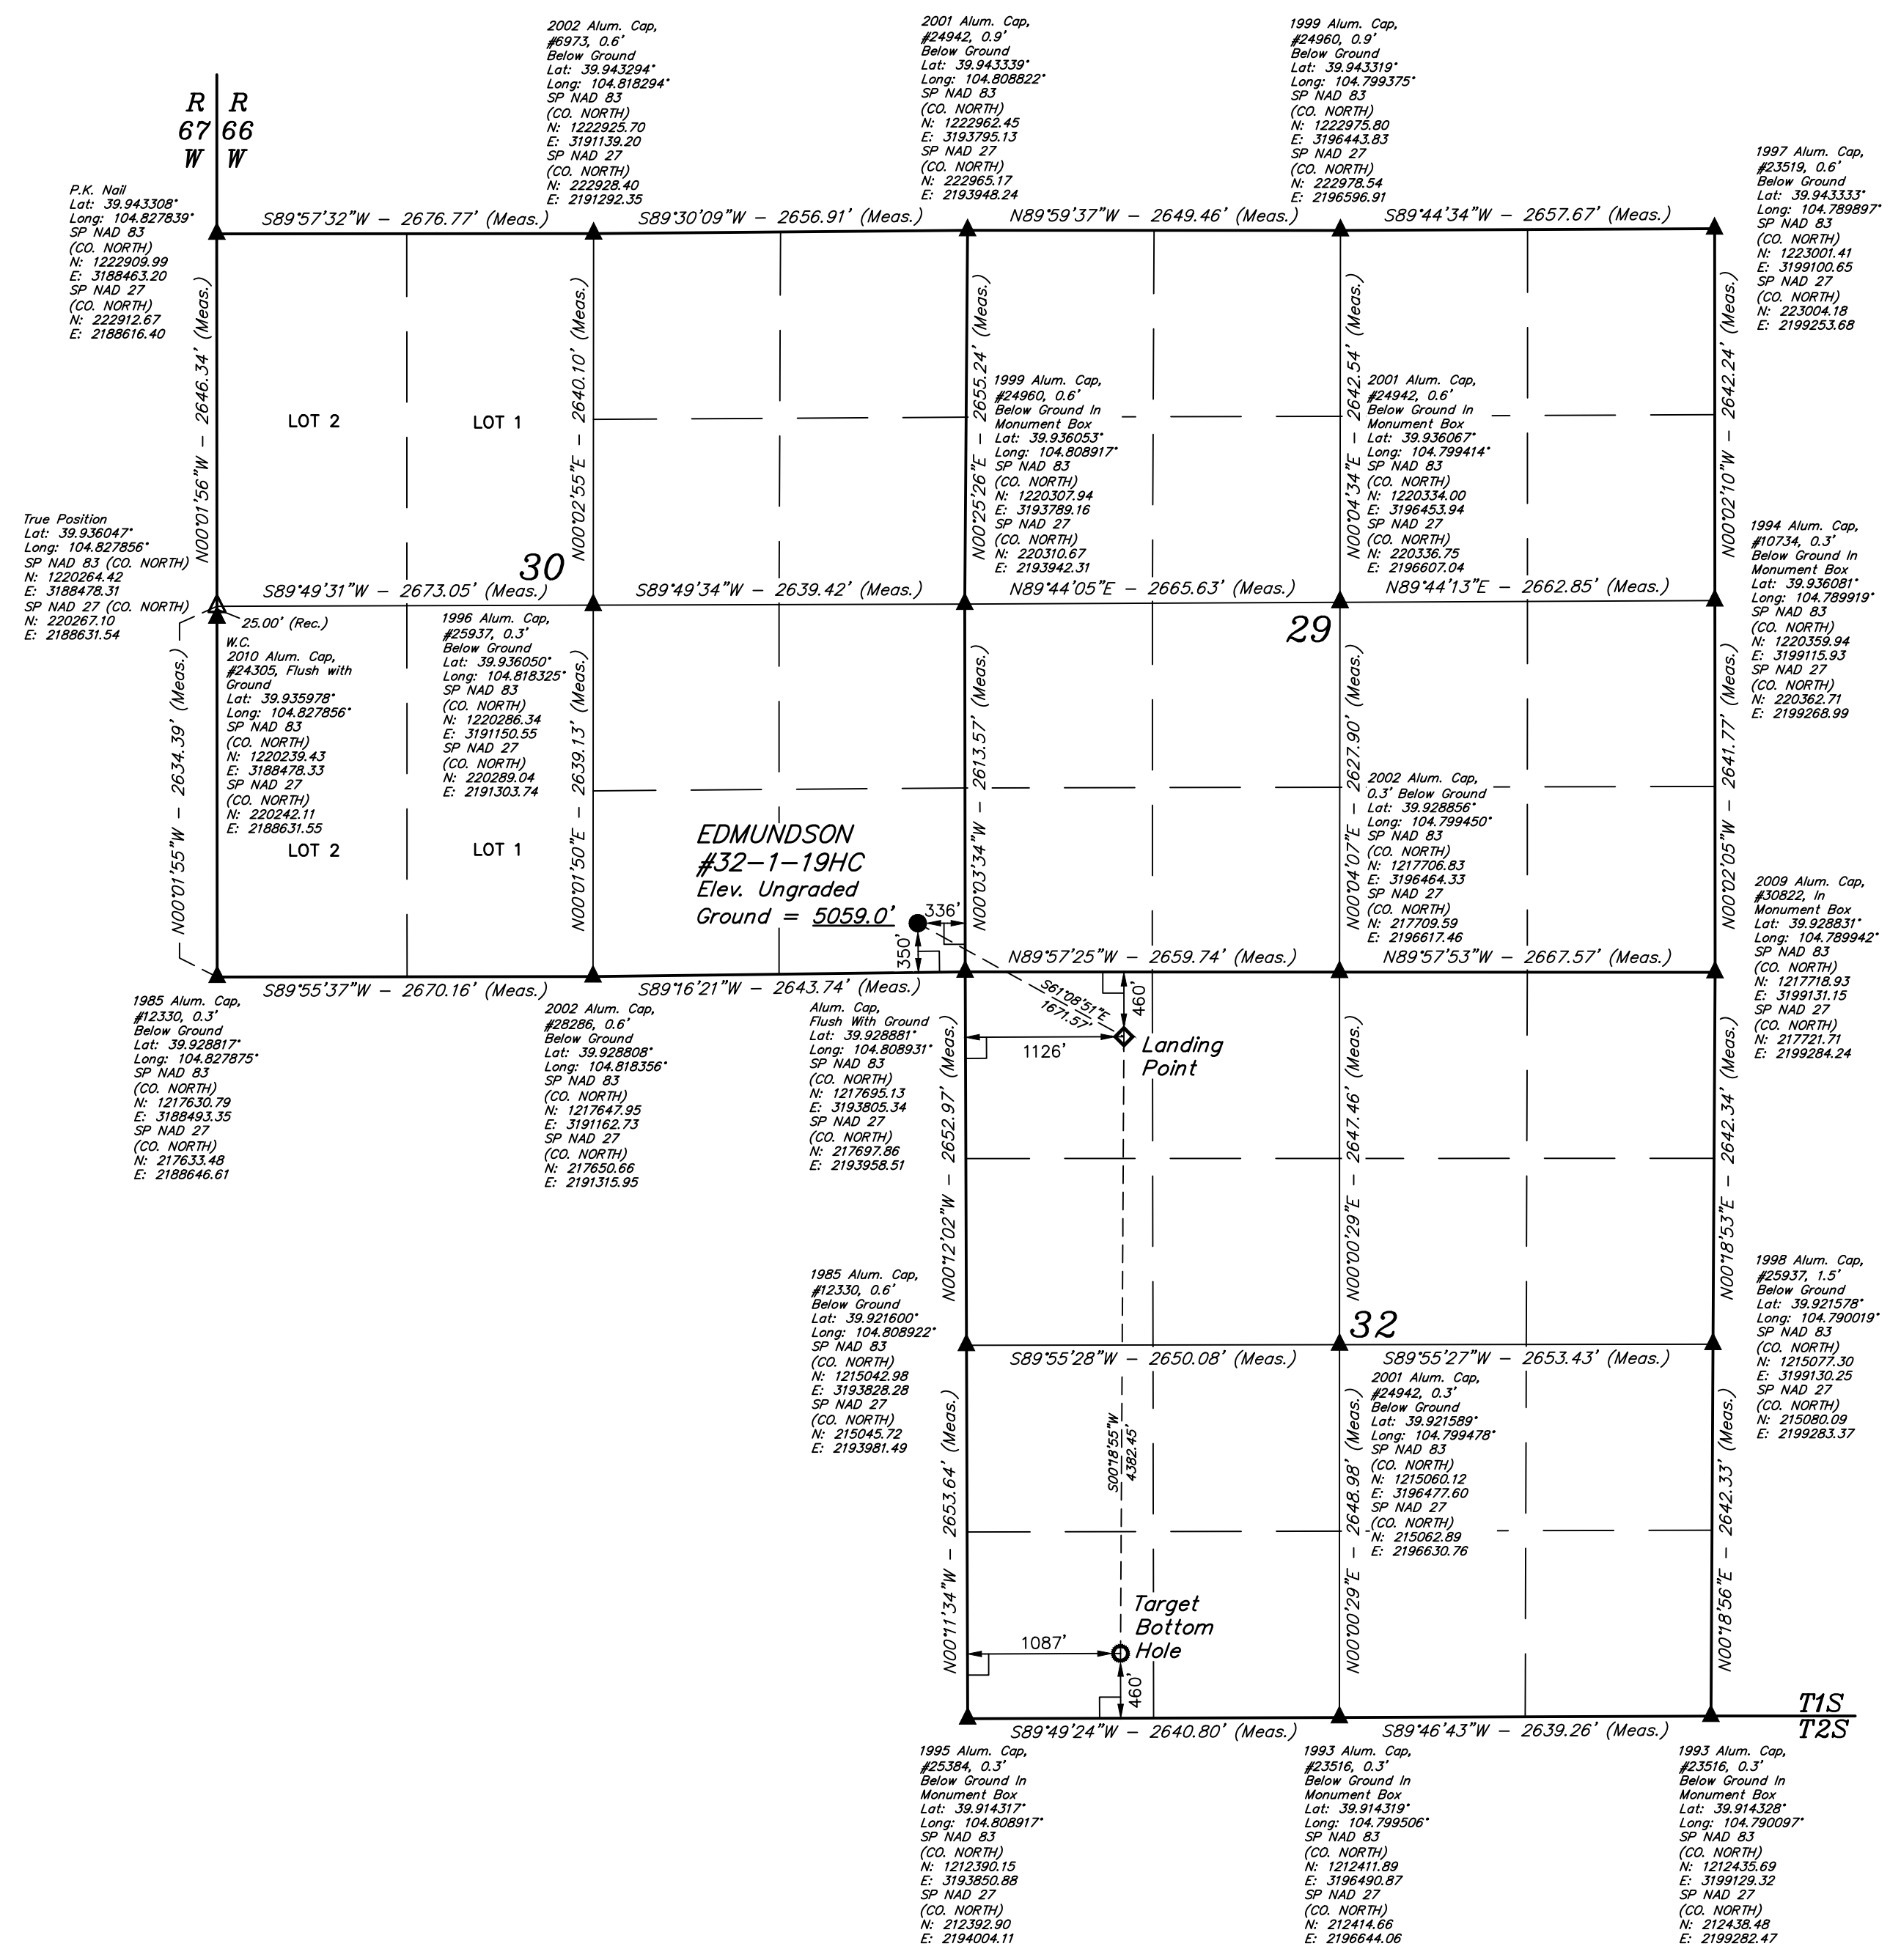 2002 Alum. Cap,
#6973, 0.6'
Below Ground
Lat: 39.943294°
Long: 104.818294°
SP NAD 83
(CO. NORTH)
N: 1222925.70
E: 3191139.20
SP NAD 27
(CO. NORTH)
N: 222928.40
E: 2191292.35
2001 Alum. Cap,
#24942, 0.9'
Below Ground
Lat: 39.943339°
Long: 104.808822°
SP NAD 83
(CO. NORTH)
N: 1222962.45
E: 3193795.13
SP NAD 27
(CO. NORTH)
N: 222965.17
E: 2193948.24
1999 Alum. Cap,
#24960, 0.9'
Below Ground
Lat: 39.943319°
Long: 104.799375°
SP NAD 83
(CO. NORTH)
N: 1222975.80
E: 3196443.83
SP NAD 27
(CO. NORTH)
N: 222978.54
E: 2196596.91
R R
67 66
W W
1997 Alum. Cap,
#23519, 0.6'
Below Ground
Lat: 39.943333°
Long: 104.789897°
SP NAD 83
(CO. NORTH)
N: 1223001.41
E: 3199100.65
SP NAD 27
(CO. NORTH)
N: 223004.18
E: 2199253.68
P.K. Nail
Lat: 39.943308°
Long: 104.827839°
SP NAD 83
(CO. NORTH)
N: 1222909.99
E: 3188463.20
SP NAD 27
(CO. NORTH)
N: 222912.67
E: 2188616.40
S89°57'32"W - 2676.77' (Meas.)
S89°30'09"W - 2656.91' (Meas.)
N89°59'37"W - 2649.46' (Meas.)
S89°44'34"W - 2657.67' (Meas.)
N00°01'56"W - 2646.34' (Meas.)
N00°02'55"E - 2640.10' (Meas.)
N00°25'26"E - 2655.24' (Meas.)
N00°04'34"E - 2642.54' (Meas.)
N00°02'10"W - 2642.24' (Meas.)
LOT 2
LOT 1
1999 Alum. Cap,
#24960, 0.6'
Below Ground In
Monument Box
Lat: 39.936053°
Long: 104.808917°
SP NAD 83
(CO. NORTH)
N: 1220307.94
E: 3193789.16
SP NAD 27
(CO. NORTH)
N: 220310.67
E: 2193942.31
2001 Alum. Cap,
#24942, 0.6'
Below Ground In
Monument Box
Lat: 39.936067°
Long: 104.799414°
SP NAD 83
(CO. NORTH)
N: 1220334.00
E: 3196453.94
SP NAD 27
(CO. NORTH)
N: 220336.75
E: 2196607.04
True Position
Lat: 39.936047°
Long: 104.827856°
SP NAD 83 (CO. NORTH)
N: 1220264.42
E: 3188478.31
SP NAD 27 (CO. NORTH)
N: 220267.10
E: 2188631.54
1994 Alum. Cap,
#10734, 0.3'
Below Ground In
Monument Box
Lat: 39.936081°
Long: 104.789919°
SP NAD 83
(CO. NORTH)
N: 1220359.94
E: 3199115.93
SP NAD 27
(CO. NORTH)
N: 220362.71
E: 2199268.99
30
S89°49'31"W - 2673.05' (Meas.)
S89°49'34"W - 2639.42' (Meas.)
N89°44'05"E - 2665.63' (Meas.)
N89°44'13"E - 2662.85' (Meas.)
29
25.00' (Rec.)
W.C.
2010 Alum. Cap,
#24305, Flush with
Ground
Lat: 39.935978°
Long: 104.827856°
SP NAD 83
(CO. NORTH)
N: 1220239.43
E: 3188478.33
SP NAD 27
(CO. NORTH)
N: 220242.11
E: 2188631.55
1996 Alum. Cap,
#25937, 0.3'
Below Ground
Lat: 39.936050°
Long: 104.818325°
SP NAD 83
(CO. NORTH)
N: 1220286.34
E: 3191150.55
SP NAD 27
(CO. NORTH)
N: 220289.04
E: 2191303.74
N00°01'55"W - 2634.39' (Meas.)
N00°01'50"E - 2639.13' (Meas.)
N00°03'34"W - 2613.57' (Meas.)
N00°04'07"E - 2627.90' (Meas.)
N00°02'05"W - 2641.77' (Meas.)
LOT 2
LOT 1
2002 Alum. Cap,
0.3' Below Ground
Lat: 39.928856°
Long: 104.799450°
SP NAD 83
(CO. NORTH)
N: 1217706.83
E: 3196464.33
SP NAD 27
(CO. NORTH)
N: 217709.59
E: 2196617.46
EDMUNDSON
#32-1-19HC
Elev. Ungraded
Ground = 5059.0'
336'
350'
2009 Alum. Cap,
#30822, In
Monument Box
Lat: 39.928831°
Long: 104.789942°
SP NAD 83
(CO. NORTH)
N: 1217718.93
E: 3199131.15
SP NAD 27
(CO. NORTH)
N: 217721.71
E: 2199284.24
S89°55'37"W - 2670.16' (Meas.)
S89°16'21"W - 2643.74' (Meas.)
N89°57'25"W - 2659.74' (Meas.)
N89°57'53"W - 2667.57' (Meas.)
S61°08'51"E
1671.57'
460'
1126'
Landing
Point
1985 Alum. Cap,
#12330, 0.3'
Below Ground
Lat: 39.928817°
Long: 104.827875°
SP NAD 83
(CO. NORTH)
N: 1217630.79
E: 3188493.35
SP NAD 27
(CO. NORTH)
N: 217633.48
E: 2188646.61
2002 Alum. Cap,
#28286, 0.6'
Below Ground
Lat: 39.928808°
Long: 104.818356°
SP NAD 83
(CO. NORTH)
N: 1217647.95
E: 3191162.73
SP NAD 27
(CO. NORTH)
N: 217650.66
E: 2191315.95
Alum. Cap,
Flush With Ground
Lat: 39.928881°
Long: 104.808931°
SP NAD 83
(CO. NORTH)
N: 1217695.13
E: 3193805.34
SP NAD 27
(CO. NORTH)
N: 217697.86
E: 2193958.51
N00°12'02"W - 2652.97' (Meas.)
N00°00'29"E - 2647.46' (Meas.)
N00°18'53"E - 2642.34' (Meas.)
1985 Alum. Cap,
#12330, 0.6'
Below Ground
Lat: 39.921600°
Long: 104.808922°
SP NAD 83
(CO. NORTH)
N: 1215042.98
E: 3193828.28
SP NAD 27
(CO. NORTH)
N: 215045.72
E: 2193981.49
32
S89°55'28"W - 2650.08' (Meas.)
S89°55'27"W - 2653.43' (Meas.)
1998 Alum. Cap,
#25937, 1.5'
Below Ground
Lat: 39.921578°
Long: 104.790019°
SP NAD 83
(CO. NORTH)
N: 1215077.30
E: 3199130.25
SP NAD 27
(CO. NORTH)
N: 215080.09
E: 2199283.37
2001 Alum. Cap,
#24942, 0.3'
Below Ground
Lat: 39.921589°
Long: 104.799478°
SP NAD 83
(CO. NORTH)
N: 1215060.12
E: 3196477.60
SP NAD 27
(CO. NORTH)
N: 215062.89
E: 2196630.76
S00°18'55"W
4382.45'
N00°11'34"W - 2653.64' (Meas.)
N00°00'29"E - 2648.98' (Meas.)
N00°18'56"E - 2642.33' (Meas.)
Target
Bottom
Hole
1087'
460'
S89°49'24"W - 2640.80' (Meas.)
S89°46'43"W - 2639.26' (Meas.)
T1S
T2S
1995 Alum. Cap,
#25384, 0.3'
Below Ground In
Monument Box
Lat: 39.914317°
Long: 104.808917°
SP NAD 83
(CO. NORTH)
N: 1212390.15
E: 3193850.88
SP NAD 27
(CO. NORTH)
N: 212392.90
E: 2194004.11
1993 Alum. Cap,
#23516, 0.3'
Below Ground In
Monument Box
Lat: 39.914319°
Long: 104.799506°
SP NAD 83
(CO. NORTH)
N: 1212411.89
E: 3196490.87
SP NAD 27
(CO. NORTH)
N: 212414.66
E: 2196644.06
1993 Alum. Cap,
#23516, 0.3'
Below Ground In
Monument Box
Lat: 39.914328°
Long: 104.790097°
SP NAD 83
(CO. NORTH)
N: 1212435.69
E: 3199129.32
SP NAD 27
(CO. NORTH)
N: 212438.48
E: 2199282.47